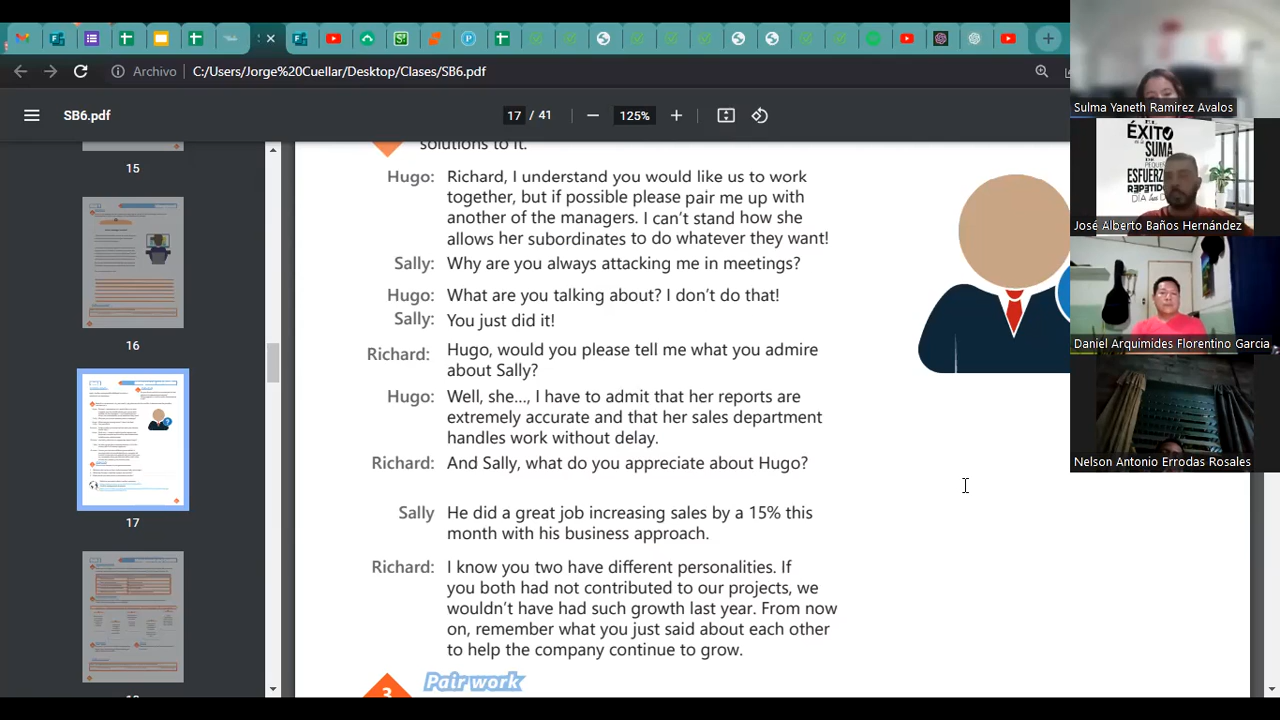 Archivo C:/Users/Jorge%20Cuellar/Desktop/Clases/SB6.pdf
SB6.pdf
17 / 41
125%
15
16
17
solutions to it.
Hugo: Richard, I understand you would like us to work
together, but if possible please pair me up with
another of the managers. I can't stand how she
allows her subordinates to do whatever they want!
Sally: Why are you always attacking me in meetings?
Hugo: What are you talking about? I don't do that!
Sally: You just did it!
Richard: Hugo, would you please tell me what you admire
about Sally?
Hugo: Well, she..., I have to admit that her reports are
extremely accurate and that her sales department
handles work without delay.
Richard: And Sally, what do you appreciate about Hugo?
Sally He did a great job increasing sales by a 15% this
month with his business approach.
Richard: I know you two have different personalities. If
you both had not contributed to our projects, we
wouldn't have had such growth last year. From now
on, remember what you just said about each other
to help the company continue to grow.
3 Pair work
Sulma Yaneth Ramirez Avalos
EL
ÉXITO
ES LA
SUMA
DE
ESFUERZO
REPETIDO
DÍA
José Alberto Baños Hernández
Daniel Arquimides Florentino Garcia
Nelson Antonio Errodas Rosales